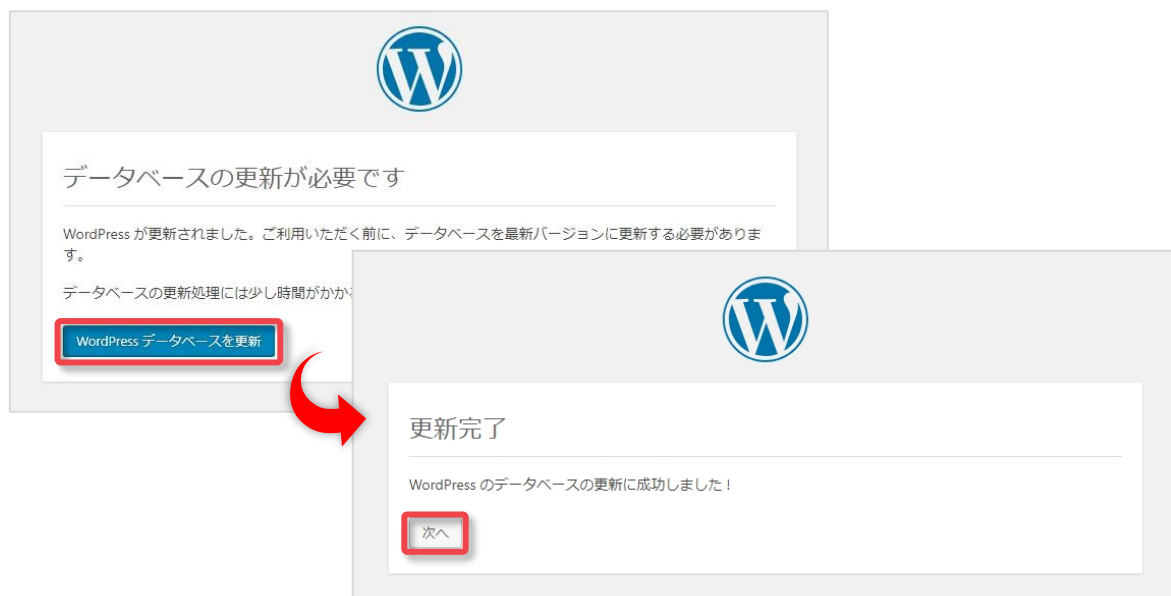 データベースの更新が必要です
WordPress が更新されました。ご利用いただく前に、データベースを最新バージョンに更新する必要がありま
す。
データベースの更新処理には少し時間がかか
WordPress データベースを更新
更新完了
WordPress のデータベースの更新に成功しました !
次へ